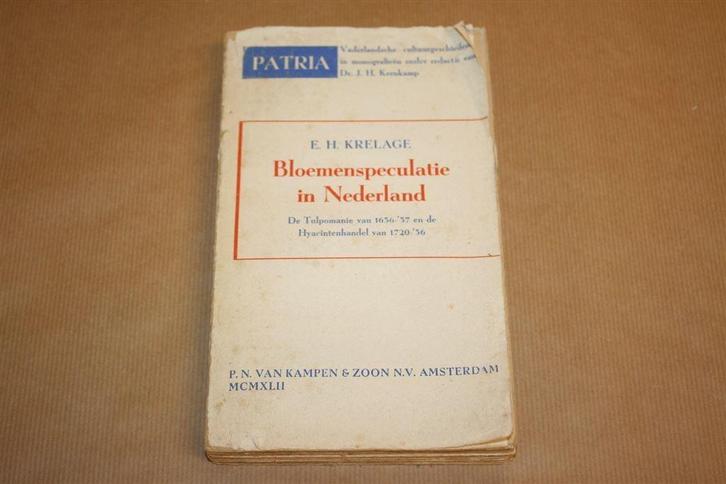 PATRIA
Vaderlandsche cultuurgeschiedenis
in monografieën onder redactie van
Dr. J. H. Kernkamp
E. H. KRELAGE
Bloemenspeculatie
in Nederland
De Tulpomanie van 1636-'37 en de
Hyacintenhandel van 1720-'36
P. N. VAN KAMPEN & ZOON N.V. AMSTERDAM
MCMXLII